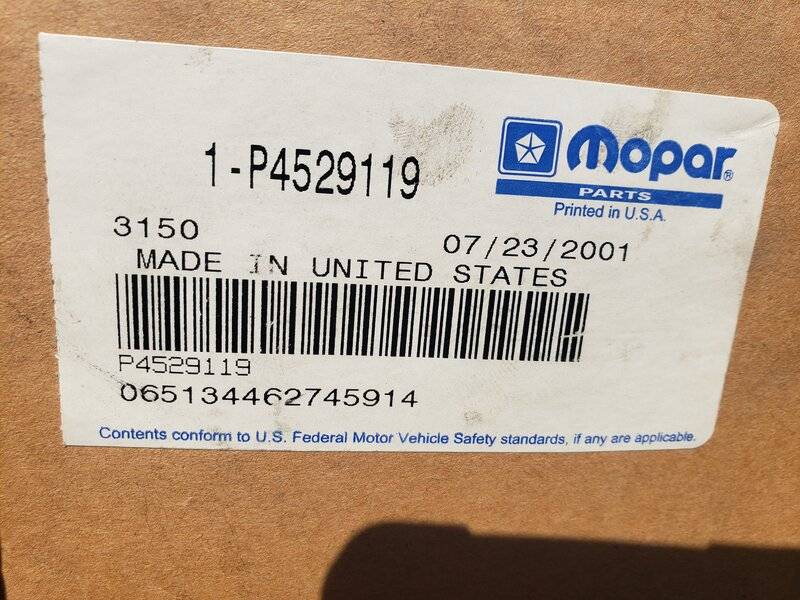 1-P4529119
Mopar®
PARTS
Printed in U.S.A.
3150
07/23/2001
MADE IN UNITED STATES
P4529119
065134462745914
Contents conform to U.S. Federal Motor Vehicle Safety standards, if any are applicable.